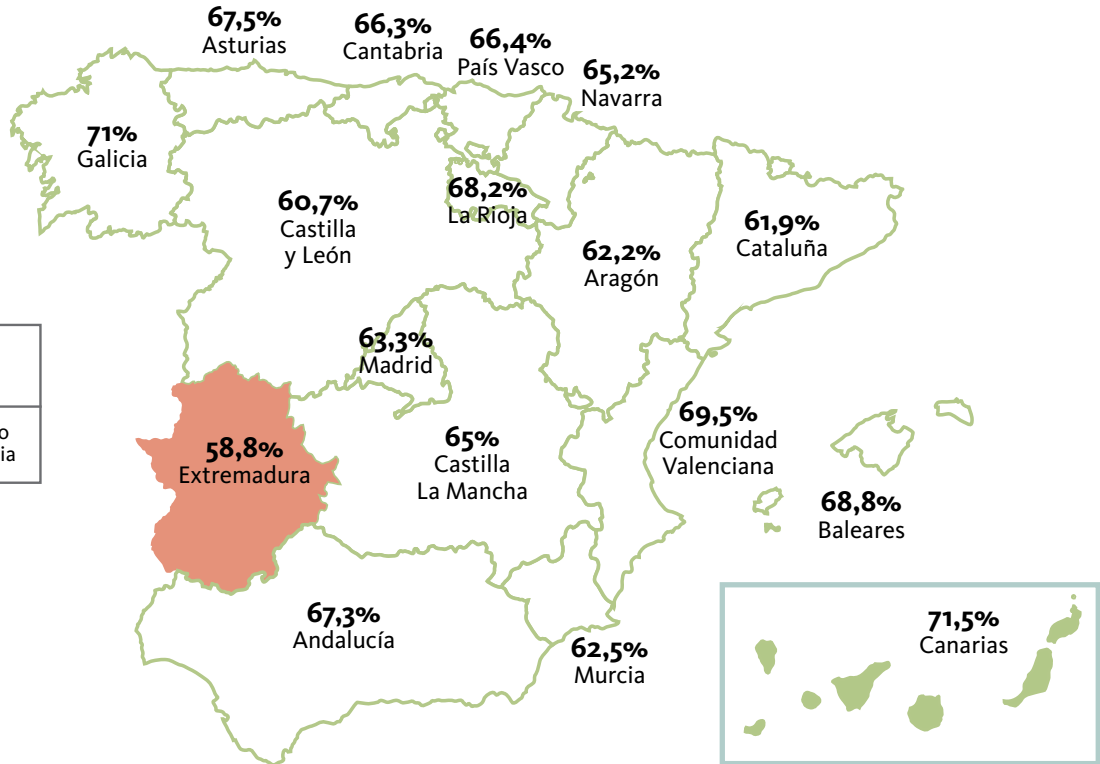 67,5%
Asturias
66,3%
Cantabria
66,4%
País Vasco
65,2%
Navarra
71%
Galicia
60,7%
Castilla
y León
68,2%
La Rioja
62,2%
Aragón
61,9%
Cataluña
63,3%
Madrid
58,8%
Extremadura
65%
Castilla
La Mancha
69,5%
Comunidad
Valenciana
68,8%
Baleares
67,3%
Andalucía
62,5%
Murcia
71,5%
Canarias